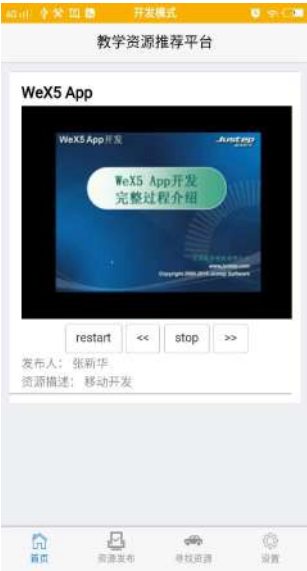 开发模式
教学资源推荐平台
WeX5 App
WeX5 App开发
Justep
WeX5 App开发
完整过程介绍
restart << stop >>
发布人： 张新华
资源描述： 移动开发
首页 资源发布 寻找资源 设置